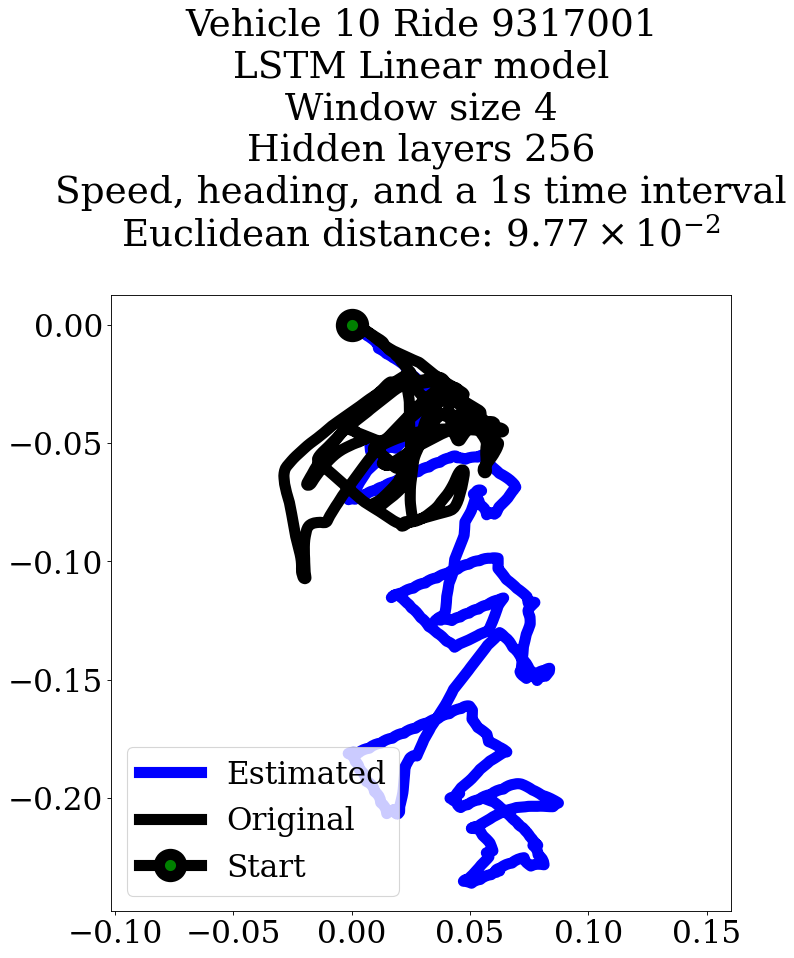 Vehicle 10 Ride 9317001
LSTM Linear model
Window size 4
Hidden layers 256
Speed, heading, and a 1s time interval
Euclidean distance: 9.77 × 10⁻²
0.00
−0.05
−0.10
−0.15
−0.20
Estimated
Original
Start
−0.10 −0.05 0.00 0.05 0.10 0.15